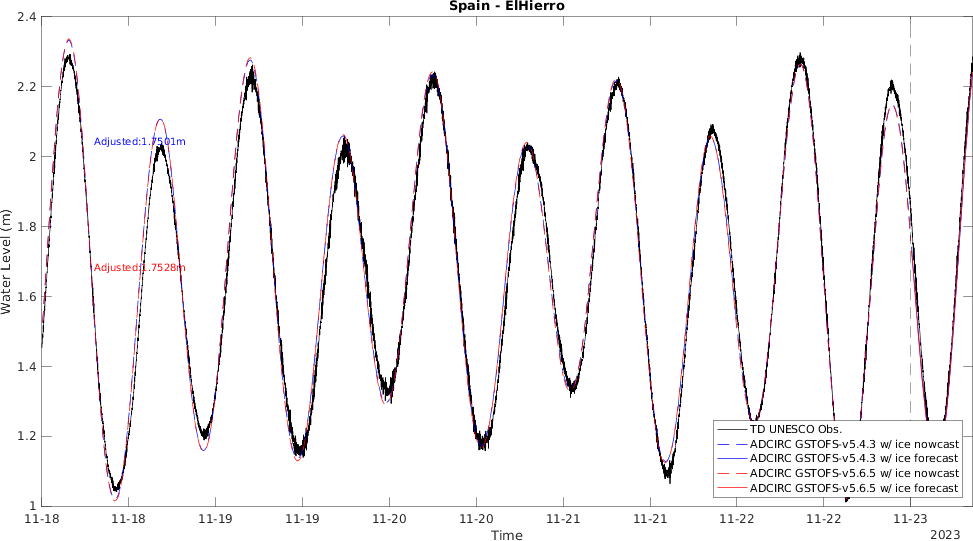 Spain - ElHierro
2.4
2.2
2
1.8
1.6
1.4
1.2
1
Water Level (m)
Adjusted:1.7501m
Adjusted:1.7528m
TD UNESCO Obs.
ADCIRC GSTOFS-v5.4.3 w/ ice nowcast
ADCIRC GSTOFS-v5.4.3 w/ ice forecast
ADCIRC GSTOFS-v5.6.5 w/ ice nowcast
ADCIRC GSTOFS-v5.6.5 w/ ice forecast
11-18 11-18 11-19 11-19 11-20 11-20 11-21 11-21 11-22 11-22 11-23
Time
2023